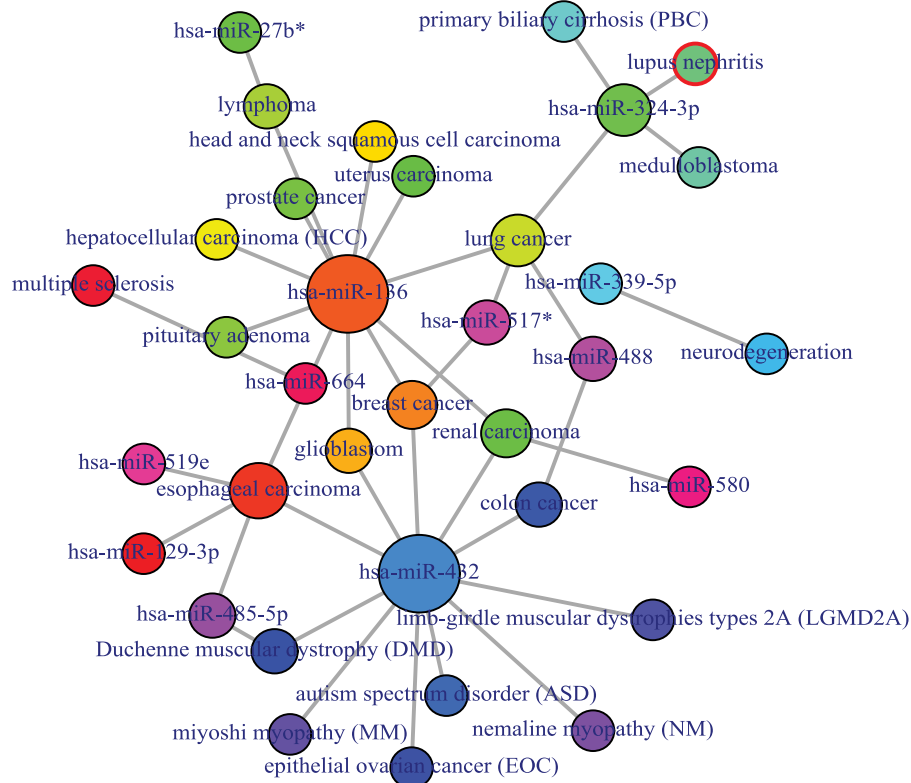 primary biliary cirrhosis (PBC)
hsa-miR-27b*
lupus nephritis
lymphoma
hsa-miR-324-3p
head and neck squamous cell carcinoma
medulloblastoma
uterus carcinoma
prostate cancer
hepatocellular carcinoma (HCC)
lung cancer
multiple sclerosis
hsa-miR-339-5p
hsa-miR-136
hsa-miR-517*
pituitary adenoma
neurodegeneration
hsa-miR-488
hsa-miR-664
breast cancer
renal carcinoma
glioblastom
hsa-miR-519e
hsa-miR-580
esophageal carcinoma
colon cancer
hsa-miR-129-3p
hsa-miR-432
hsa-miR-485-5p
limb-girdle muscular dystrophies types 2A (LGMD2A)
Duchenne muscular dystrophy (DMD)
autism spectrum disorder (ASD)
nemaline myopathy (NM)
miyoshi myopathy (MM)
epithelial ovarian cancer (EOC)